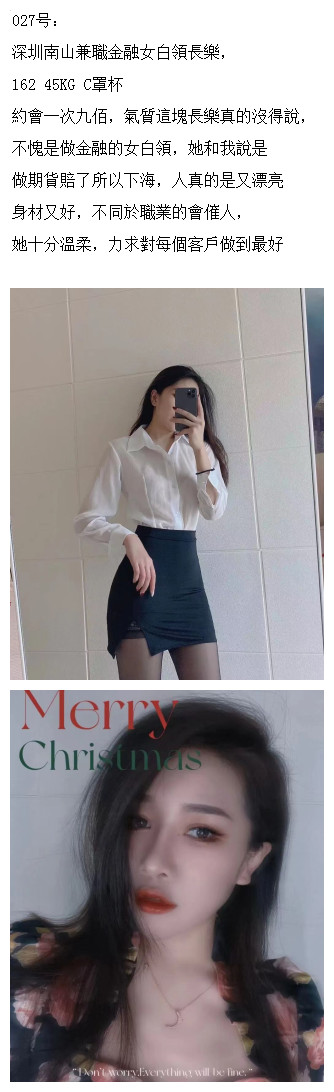 027号：
深圳南山兼職金融女白領長樂，
162 45KG C罩杯
約會一次九佰，氣質這塊長樂真的沒得說，
不愧是做金融的女白領，她和我說是
做期貨賠了所以下海，人真的是又漂亮
身材又好，不同於職業的會催人，
她十分溫柔，力求對每個客戶做到最好
Merry
Christmas
"Don't worry.Everything will be fine."